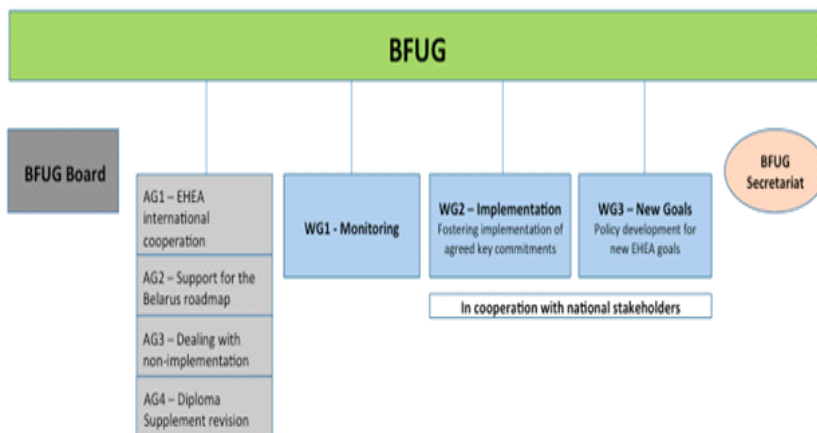 BFUG
BFUG Board
AG1 – EHEA
international
cooperation
AG2 – Support for the
Belarus roadmap
AG3 – Dealing with
non-implementation
AG4 – Diploma
Supplement revision
WG1 - Monitoring
WG2 – Implementation
Fostering implementation of
agreed key commitments
WG3 – New Goals
Policy development for
new EHEA goals
In cooperation with national stakeholders
BFUG
Secretariat